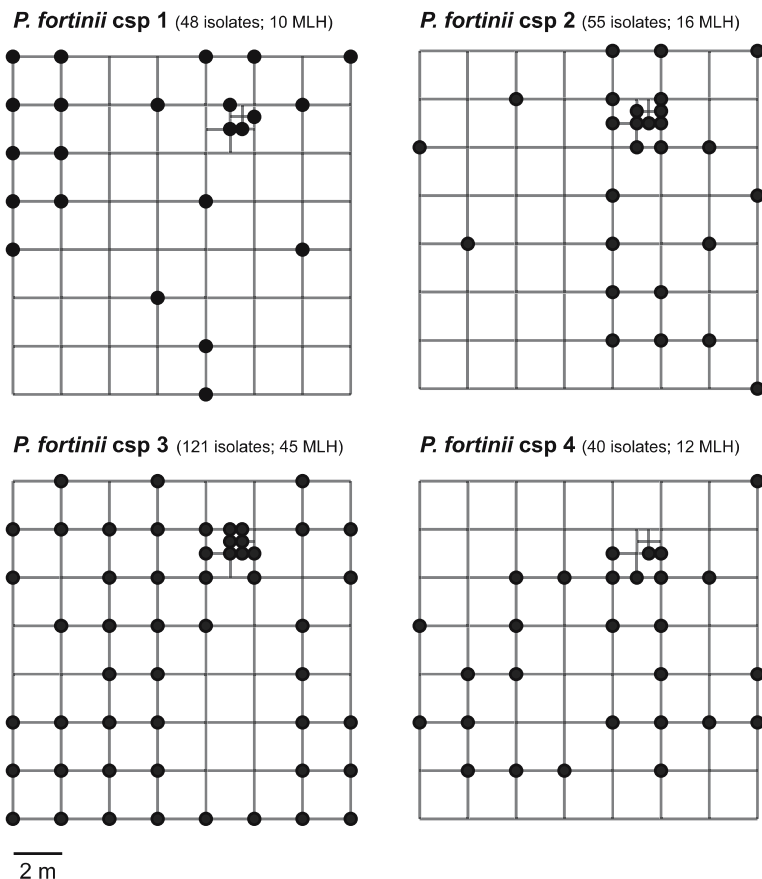 P. fortinii csp 1 (48 isolates; 10 MLH)
P. fortinii csp 2 (55 isolates; 16 MLH)
P. fortinii csp 3 (121 isolates; 45 MLH)
P. fortinii csp 4 (40 isolates; 12 MLH)
2 m